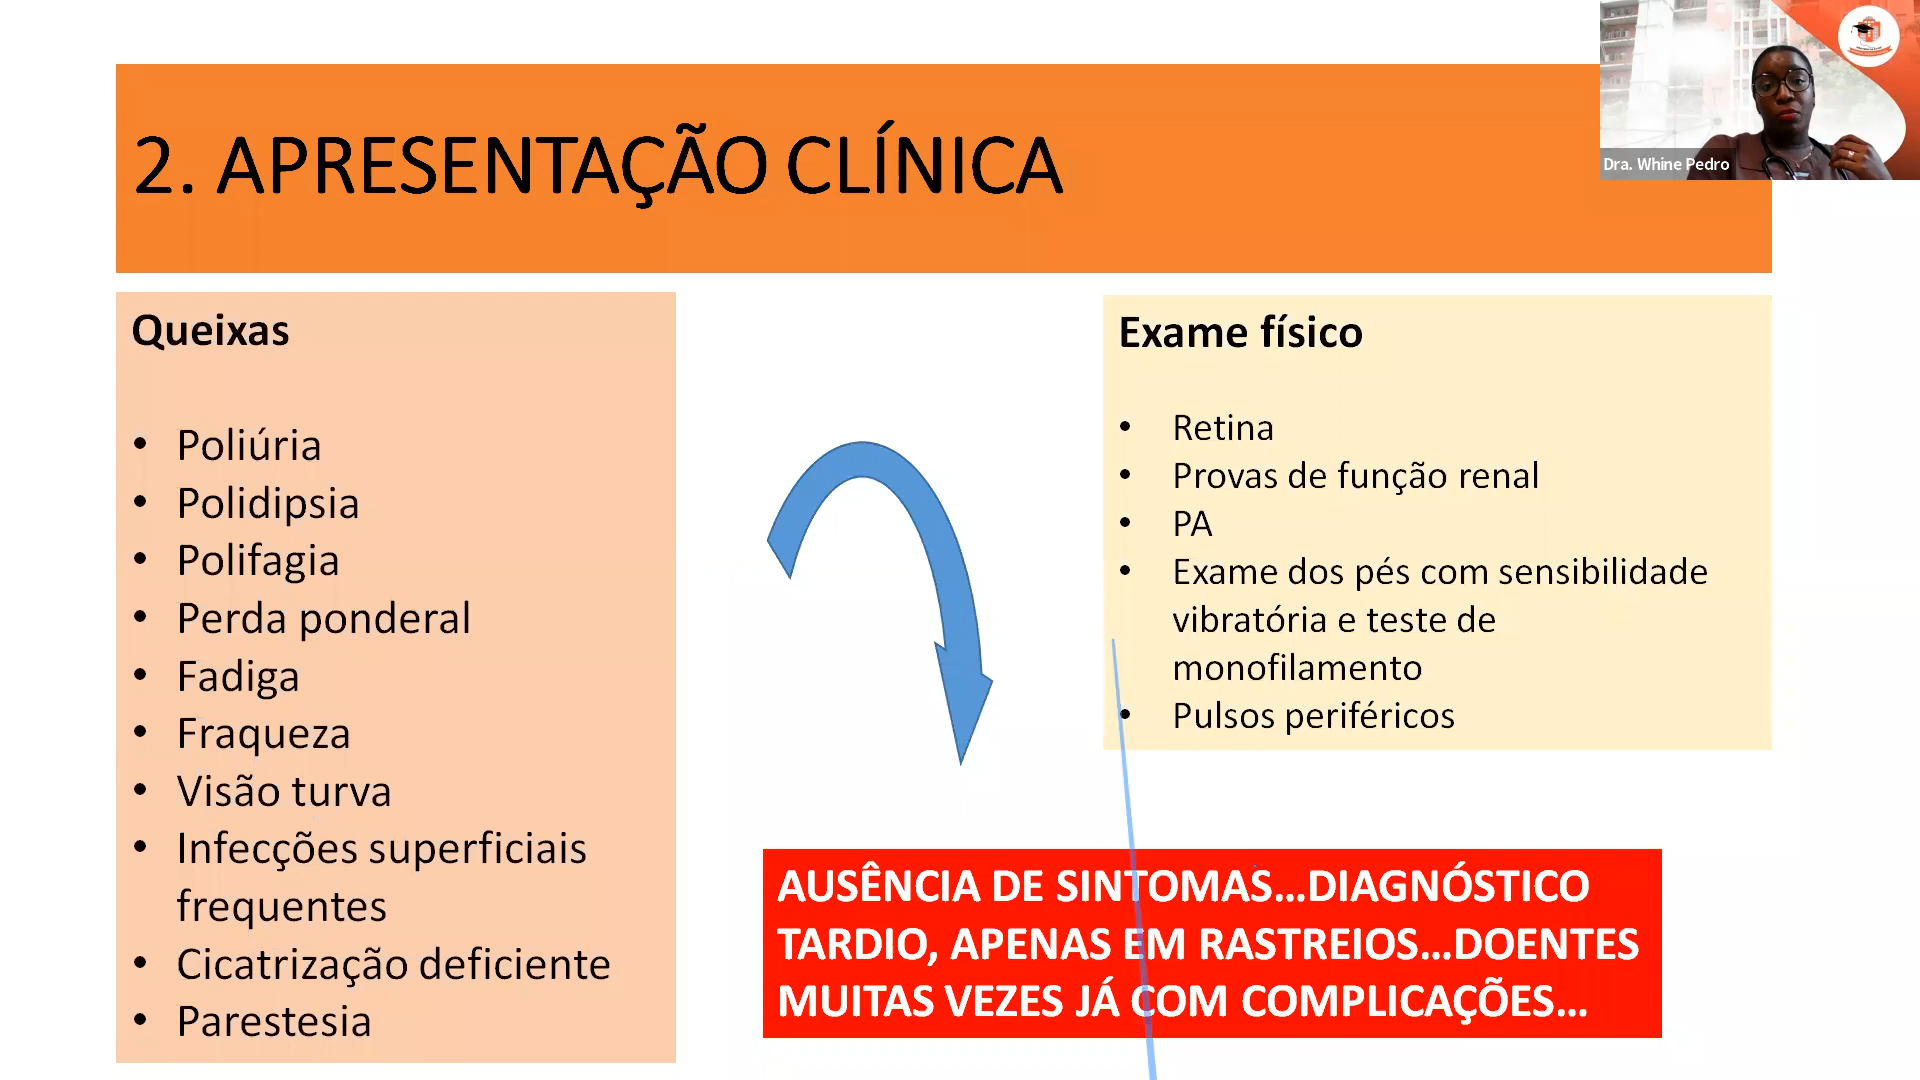 2. APRESENTAÇÃO CLÍNICA
Dra. Whine Pedro
Queixas
• Poliúria
• Polidipsia
• Polifagia
• Perda ponderal
• Fadiga
• Fraqueza
• Visão turva
• Infecções superficiais
frequentes
• Cicatrização deficiente
• Parestesia
Exame físico
• Retina
• Provas de função renal
• PA
• Exame dos pés com sensibilidade
vibratória e teste de
monofilamento
• Pulsos periféricos
AUSÊNCIA DE SINTOMAS...DIAGNÓSTICO
TARDIO, APENAS EM RASTREIOS...DOENTES
MUITAS VEZES JÁ COM COMPLICAÇÕES...